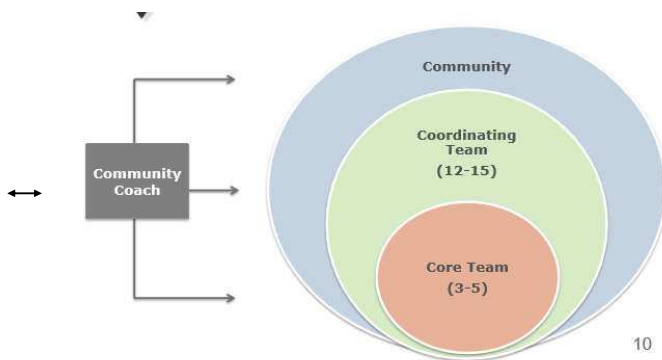 Community
Coordinating
Team
(12-15)
Community
Coach
Core Team
(3-5)
10